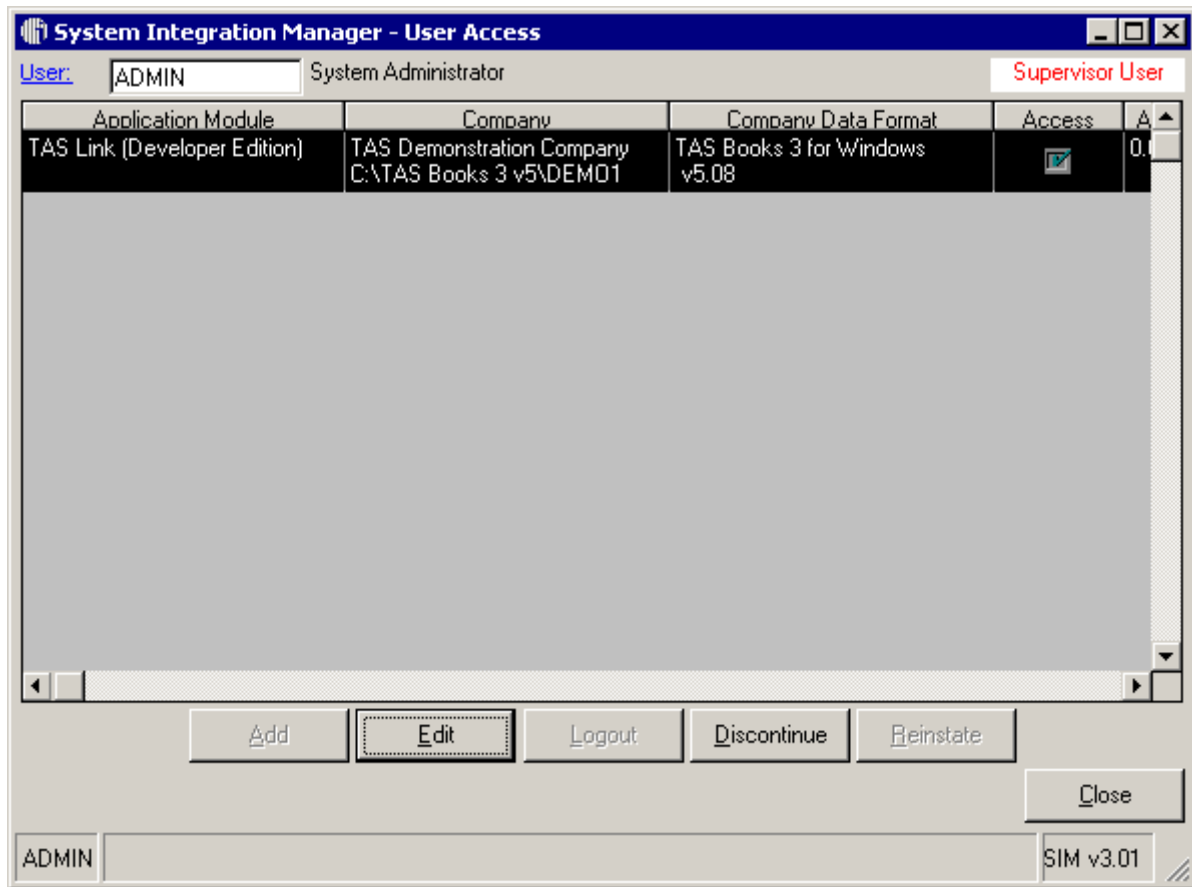 System Integration Manager - User Access
User: ADMIN System Administrator Supervisor User
Application Module Company Company Data Format Access
TAS Link (Developer Edition) TAS Demonstration Company TAS Books 3 for Windows
C:\TAS Books 3 v5\DEMO1 v5.08
Add Edit Logout Discontinue Reinstate
Close
ADMIN SIM v3.01